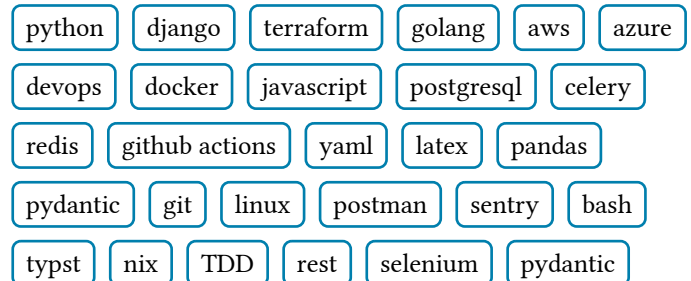 python django terraform golang aws azure
devops docker javascript postgresql celery
redis github actions yaml latex pandas
pydantic git linux postman sentry bash
typst nix TDD rest selenium pydantic